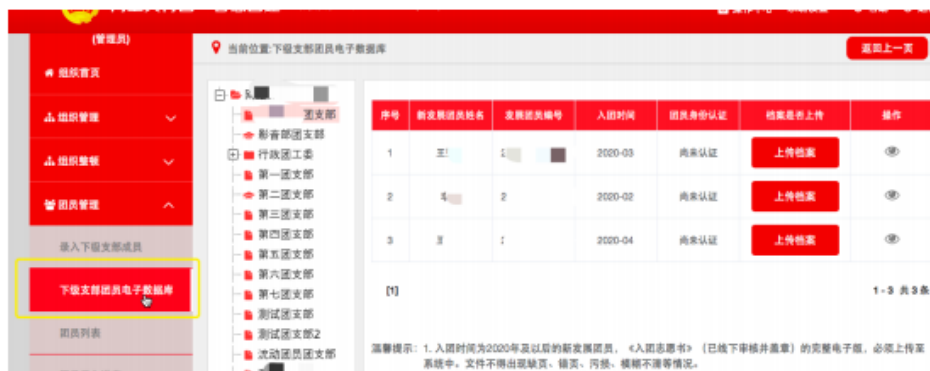 (管理员)
当前位置:下级支部团员电子数据库
返回上一页
组织首页
组织管理
组织整顿
团员管理
录入下级支部成员
下级支部团员电子数据库
团员列表
团支部
影音部团支部
行政团工委
第一团支部
第二团支部
第三团支部
第四团支部
第五团支部
第六团支部
第七团支部
测试团支部
测试团支部2
流动团员团支部
序号 新发展团员姓名 发展团员编号 入团时间 团员身份认证 档案是否上传 操作
1 2020-03 尚未认证 上传档案
2 2 2020-02 尚未认证 上传档案
3 2020-04 尚未认证 上传档案
[1] 1-3 共3条
温馨提示: 1. 入团时间为2020年及以后的新发展团员, 《入团志愿书》 (已线下审核并盖章) 的完整电子版, 必须上传至
系统中。文件不得出现缺页、错页、污损、模糊不清等情况。